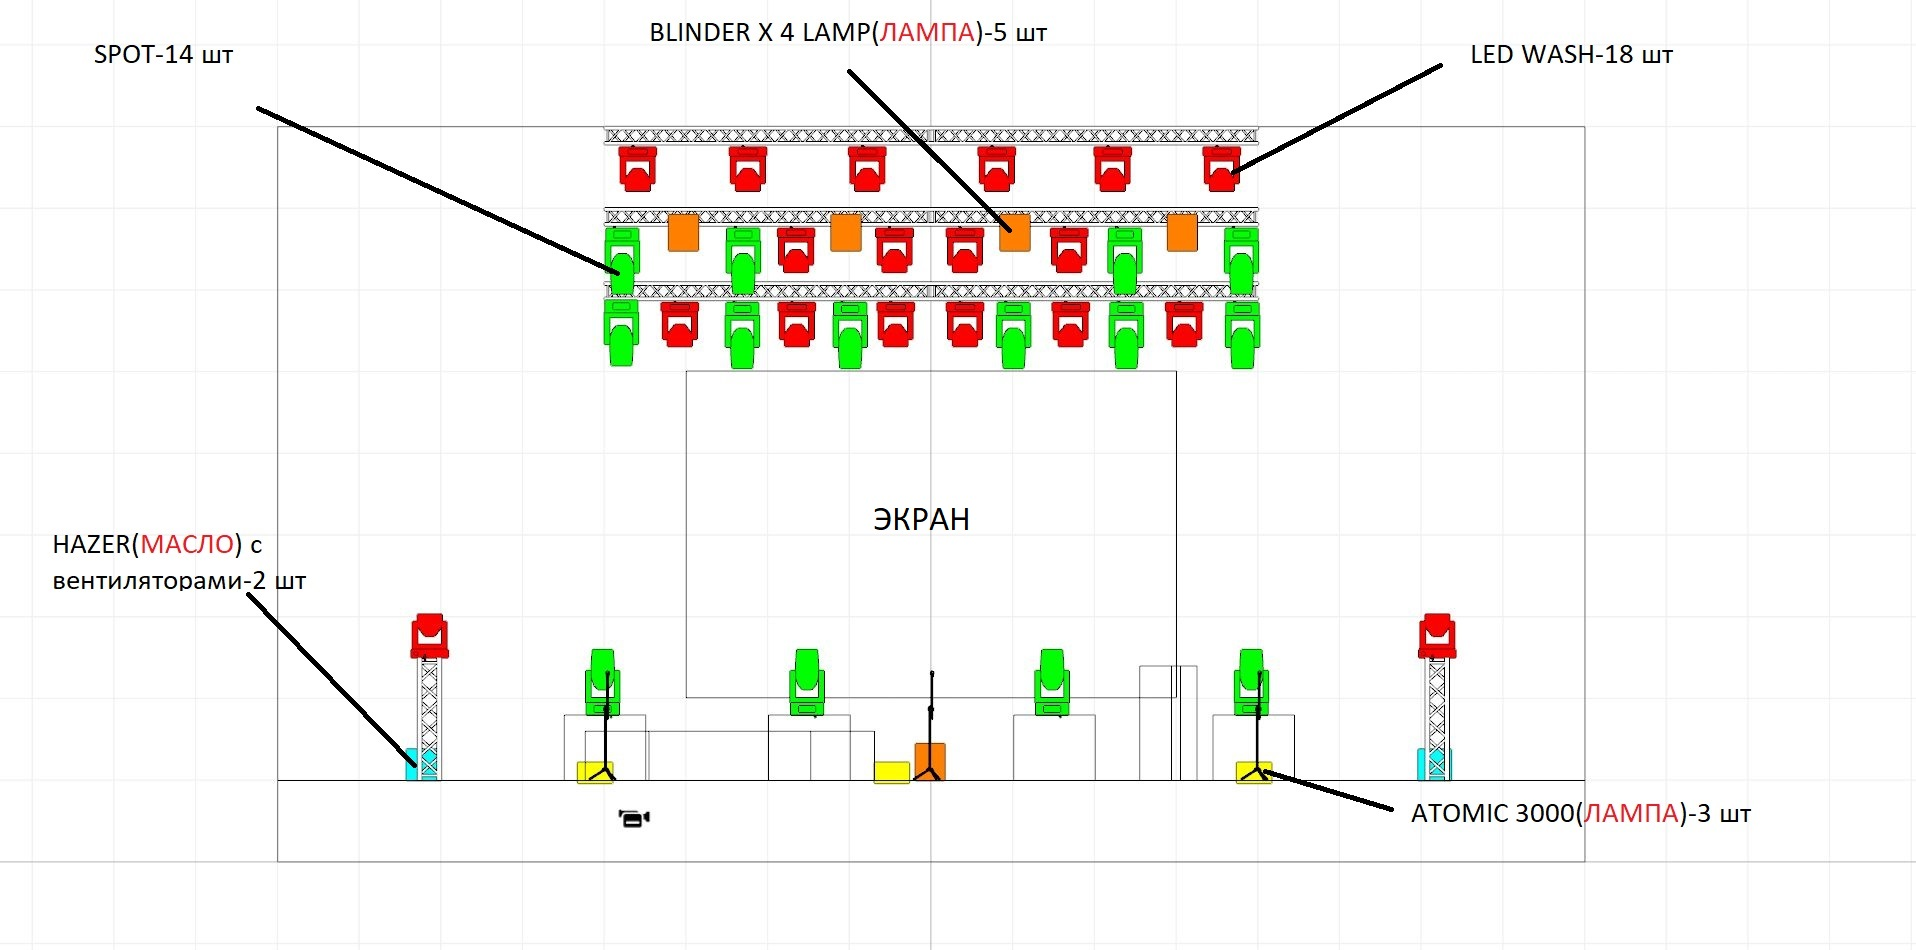 BLINDER X 4 LAMP(ЛАМПА)-5 шт
SPOT-14 шт
LED WASH-18 шт
ЭКРАН
HAZER(МАСЛО) с
вентиляторами-2 шт
ATOMIC 3000(ЛАМПА)-3 шт